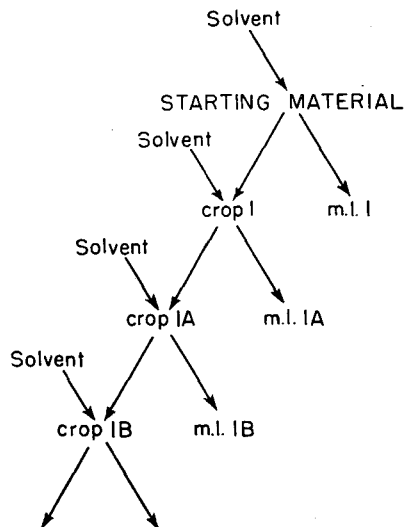 Solvent
STARTING MATERIAL
Solvent
crop I m.l. I
Solvent
crop IA m.l. IA
Solvent
crop IB m.l. IB